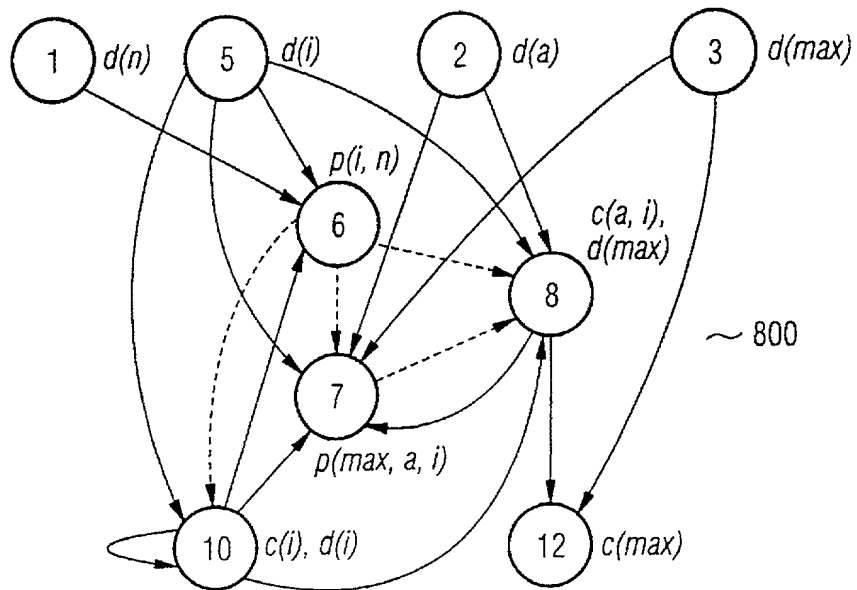 1 d(n) 5 d(i) 2 d(a) 3 d(max)
p(i, n)
6
c(a, i),
d(max)
8
~ 800
7
p(max, a, i)
10 c(i), d(i)
12 c(max)